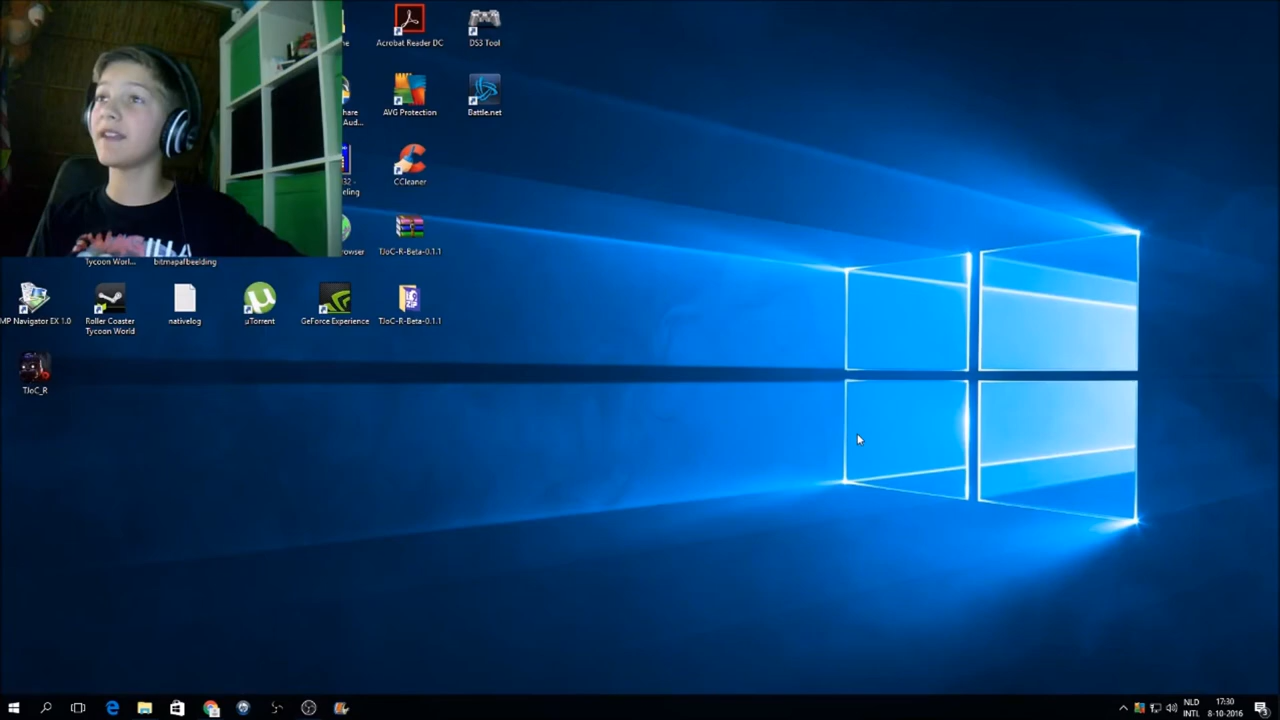 Acrobat Reader DC
DS3 Tool
AVG Protection
Battle.net
CCleaner
TJoC-R-Beta-0.1.1
Tycoon Worl...
bitmapafbeelding
MP Navigator EX 1.0
Roller Coaster
Tycoon World
nativelog
µTorrent
GeForce Experience
TJoC-R-Beta-0.1.1
TJoC_R
NLD
INTL
17:30
8-10-2016